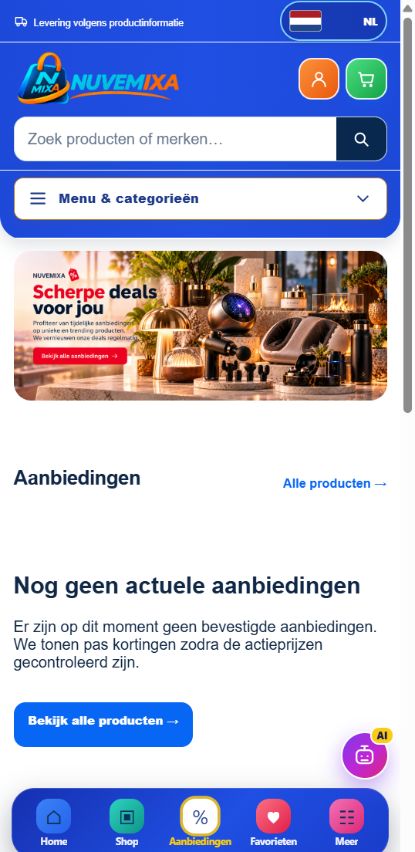 Levering volgens productinformatie
NL
N
MIXA
NUVEMIXA
Zoek producten of merken…
Menu & categorieën
NUVEMIXA
%
Scherpe deals
voor jou
Profiteer van tijdelijke aanbiedingen
op unieke en trending producten.
We vernieuwen onze deals regelmatig.
Bekijk alle aanbiedingen →
Aanbiedingen
Alle producten →
Nog geen actuele aanbiedingen
Er zijn op dit moment geen bevestigde aanbiedingen.
We tonen pas kortingen zodra de actieprijzen
gecontroleerd zijn.
Bekijk alle producten →
AI
%
Home
Shop
Aanbiedingen
Favorieten
Meer